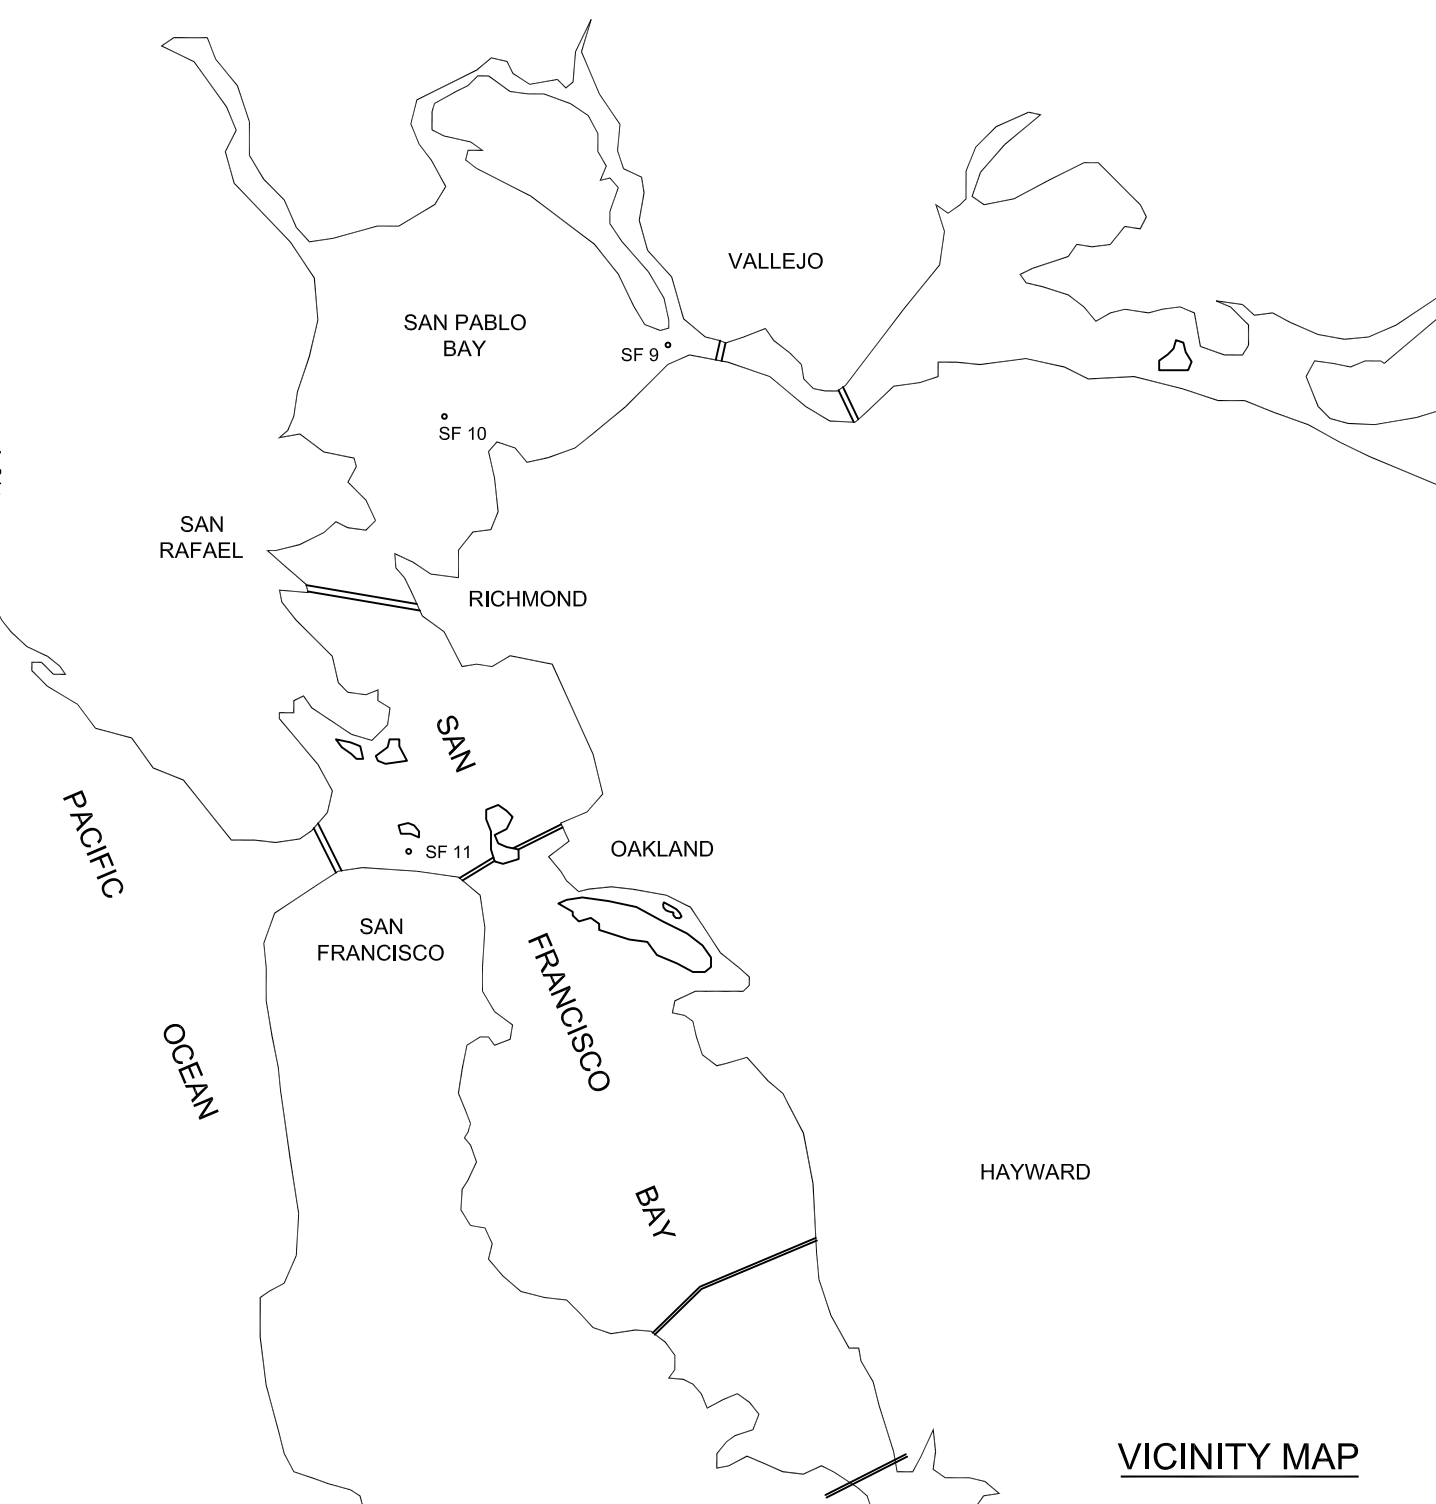 VALLEJO
SAN PABLO
BAY
SF 9
SF 10
SAN
RAFAEL
RICHMOND
SAN
PACIFIC
SF 11
OAKLAND
SAN
FRANCISCO
FRANCISCO
OCEAN
HAYWARD
BAY
VICINITY MAP